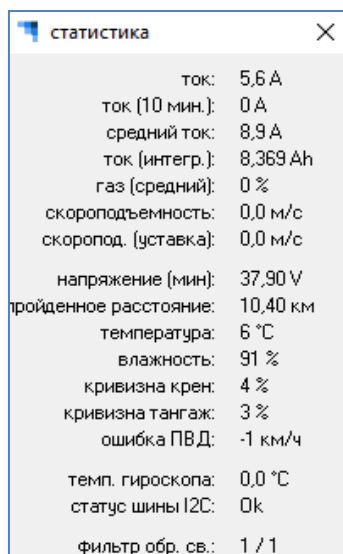 статистика
ток: 5,6 A
ток (10 мин.): 0 A
средний ток: 8,9 A
ток (интегр.): 8,369 Ah
газ (средний): 0 %
скороподъемность: 0,0 м/с
скоропод. (уставка): 0,0 м/с
напряжение (мин): 37,90 V
пройденное расстояние: 10,40 км
температура: 6 °C
влажность: 91 %
кривизна крен: 4 %
кривизна тангаж: 3 %
ошибка ПВД: -1 км/ч
темп. гироскопа: 0,0 °C
статус шины I2C: Ok
фильтр обр. св.: 1 / 1